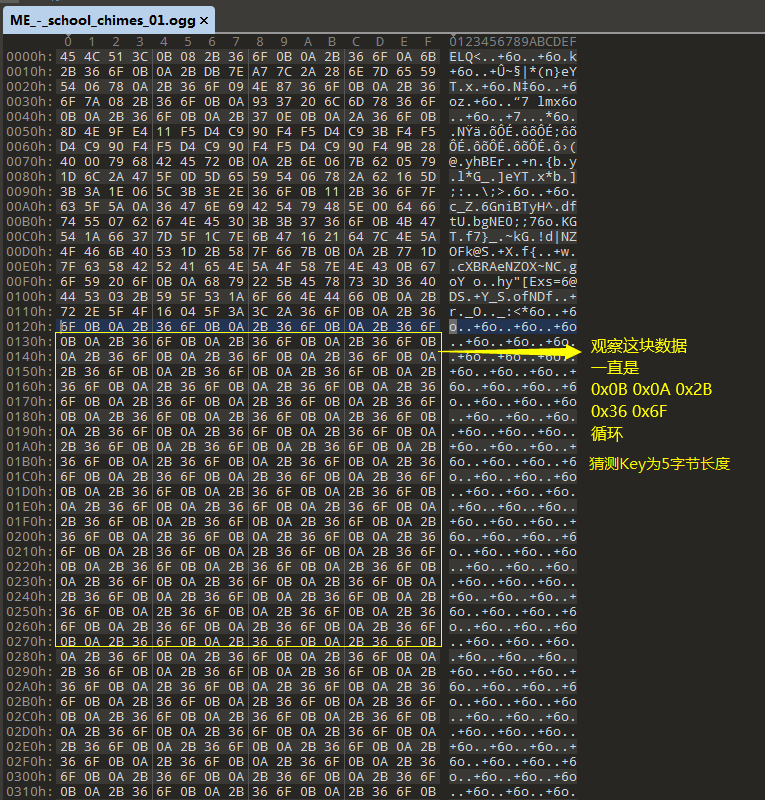 ME_-_school_chimes_01.ogg ×
0 1 2 3 4 5 6 7 8 9 A B C D E F 0123456789ABCDEF
0000h: 45 4C 51 3C 0B 08 2B 36 6F 0B 0A 2B 36 6F 0A 6B ELQ<..+6o..+6o.k
0010h: 2B 36 6F 0B 0A 2B DB 7E A7 7C 2A 28 6E 7D 65 59 +6o..+Û~§|*(n}eY
0020h: 54 06 78 0A 2B 36 6F 09 4E 87 36 6F 0B 0A 2B 36 T.x.+6o.N‡6o..+6
0030h: 6F 7A 08 2B 36 6F 0B 0A 93 37 20 6C 6D 78 36 6F oz.+6o..“7 lmx6o
0040h: 0B 0A 2B 36 6F 0B 0A 2B 37 0E 0B 0A 2A 36 6F 0B ..+6o..+7...*6o.
0050h: 8D 4E 9F E4 11 F5 D4 C9 90 F4 F5 D4 C9 3B F4 F5 .NŸä.õÔÉ.ôõÔÉ;ôõ
0060h: D4 C9 90 F4 F5 D4 C9 90 F4 F5 D4 C9 90 F4 9B 28 ÔÉ.ôõÔÉ.ôõÔÉ.ô›(
0070h: 40 00 79 68 42 45 72 0B 0A 2B 6E 06 7B 62 05 79 @.yhBEr..+n.{b.y
0080h: 1D 6C 2A 47 5F 0D 5D 65 59 54 06 78 2A 62 16 5D .l*G_.]eYT.x*b.]
0090h: 3B 3A 1E 06 5C 3B 3E 2E 36 6F 0B 11 2B 36 6F 7F ;:..\;>.6o..+6o.
00A0h: 63 5F 5A 0A 36 47 6E 69 42 54 79 48 5E 00 64 66 c_Z.6GniBTyH^.df
00B0h: 74 55 07 62 67 4E 45 30 3B 3B 37 36 6F 0B 4B 47 tU.bgNE0;;76o.KG
00C0h: 54 1A 66 37 7D 5F 1C 7E 6B 47 16 21 64 7C 4E 5A T.f7}_.~kG.!d|NZ
00D0h: 4F 46 6B 40 53 1D 2B 58 7F 66 7B 0B 0A 2B 77 1D OFk@S.+X.f{..+w.
00E0h: 7F 63 58 42 52 41 65 4E 5A 4F 58 7E 4E 43 0B 67 .cXBRAeNZOX~NC.g
00F0h: 6F 59 20 6F 0B 0A 68 79 22 5B 45 78 73 3D 36 40 oY o..hy"[Exs=6@
0100h: 44 53 03 2B 59 5F 53 1A 6F 66 4E 44 66 0B 0A 2B DS.+Y_S.ofNDf..+
0110h: 72 2E 5F 4F 16 04 5F 3A 3C 2A 36 6F 0B 0A 2B 36 r._O.._:<*6o..+6
0120h: 6F 0B 0A 2B 36 6F 0B 0A 2B 36 6F 0B 0A 2B 36 6F o..+6o..+6o..+6o
0130h: 0B 0A 2B 36 6F 0B 0A 2B 36 6F 0B 0A 2B 36 6F 0B ..+6o..+6o..+6o.
0140h: 0A 2B 36 6F 0B 0A 2B 36 6F 0B 0A 2B 36 6F 0B 0A .+6o..+6o..+6o..
0150h: 2B 36 6F 0B 0A 2B 36 6F 0B 0A 2B 36 6F 0B 0A 2B +6o..+6o..+6o..+
0160h: 36 6F 0B 0A 2B 36 6F 0B 0A 2B 36 6F 0B 0A 2B 36 6o..+6o..+6o..+6
0170h: 6F 0B 0A 2B 36 6F 0B 0A 2B 36 6F 0B 0A 2B 36 6F o..+6o..+6o..+6o
0180h: 0B 0A 2B 36 6F 0B 0A 2B 36 6F 0B 0A 2B 36 6F 0B ..+6o..+6o..+6o.
0190h: 0A 2B 36 6F 0B 0A 2B 36 6F 0B 0A 2B 36 6F 0B 0A .+6o..+6o..+6o..
01A0h: 2B 36 6F 0B 0A 2B 36 6F 0B 0A 2B 36 6F 0B 0A 2B +6o..+6o..+6o..+
01B0h: 36 6F 0B 0A 2B 36 6F 0B 0A 2B 36 6F 0B 0A 2B 36 6o..+6o..+6o..+6
01C0h: 6F 0B 0A 2B 36 6F 0B 0A 2B 36 6F 0B 0A 2B 36 6F o..+6o..+6o..+6o
01D0h: 0B 0A 2B 36 6F 0B 0A 2B 36 6F 0B 0A 2B 36 6F 0B ..+6o..+6o..+6o.
01E0h: 0A 2B 36 6F 0B 0A 2B 36 6F 0B 0A 2B 36 6F 0B 0A .+6o..+6o..+6o..
01F0h: 2B 36 6F 0B 0A 2B 36 6F 0B 0A 2B 36 6F 0B 0A 2B +6o..+6o..+6o..+
0200h: 36 6F 0B 0A 2B 36 6F 0B 0A 2B 36 6F 0B 0A 2B 36 6o..+6o..+6o..+6
0210h: 6F 0B 0A 2B 36 6F 0B 0A 2B 36 6F 0B 0A 2B 36 6F o..+6o..+6o..+6o
0220h: 0B 0A 2B 36 6F 0B 0A 2B 36 6F 0B 0A 2B 36 6F 0B ..+6o..+6o..+6o.
0230h: 0A 2B 36 6F 0B 0A 2B 36 6F 0B 0A 2B 36 6F 0B 0A .+6o..+6o..+6o..
0240h: 2B 36 6F 0B 0A 2B 36 6F 0B 0A 2B 36 6F 0B 0A 2B +6o..+6o..+6o..+
0250h: 36 6F 0B 0A 2B 36 6F 0B 0A 2B 36 6F 0B 0A 2B 36 6o..+6o..+6o..+6
0260h: 6F 0B 0A 2B 36 6F 0B 0A 2B 36 6F 0B 0A 2B 36 6F o..+6o..+6o..+6o
0270h: 0B 0A 2B 36 6F 0B 0A 2B 36 6F 0B 0A 2B 36 6F 0B ..+6o..+6o..+6o.
0280h: 0A 2B 36 6F 0B 0A 2B 36 6F 0B 0A 2B 36 6F 0B 0A .+6o..+6o..+6o..
0290h: 2B 36 6F 0B 0A 2B 36 6F 0B 0A 2B 36 6F 0B 0A 2B +6o..+6o..+6o..+
02A0h: 36 6F 0B 0A 2B 36 6F 0B 0A 2B 36 6F 0B 0A 2B 36 6o..+6o..+6o..+6
02B0h: 6F 0B 0A 2B 36 6F 0B 0A 2B 36 6F 0B 0A 2B 36 6F o..+6o..+6o..+6o
02C0h: 0B 0A 2B 36 6F 0B 0A 2B 36 6F 0B 0A 2B 36 6F 0B ..+6o..+6o..+6o.
02D0h: 0A 2B 36 6F 0B 0A 2B 36 6F 0B 0A 2B 36 6F 0B 0A .+6o..+6o..+6o..
02E0h: 2B 36 6F 0B 0A 2B 36 6F 0B 0A 2B 36 6F 0B 0A 2B +6o..+6o..+6o..+
02F0h: 36 6F 0B 0A 2B 36 6F 0B 0A 2B 36 6F 0B 0A 2B 36 6o..+6o..+6o..+6
0300h: 6F 0B 0A 2B 36 6F 0B 0A 2B 36 6F 0B 0A 2B 36 6F o..+6o..+6o..+6o
0310h: 0B 0A 2B 36 6F 0B 0A 2B 36 6F 0B 0A 2B 36 6F 0B ..+6o..+6o..+6o.
观察这块数据
一直是
0x0B 0x0A 0x2B
0x36 0x6F
循环
猜测Key为5字节长度